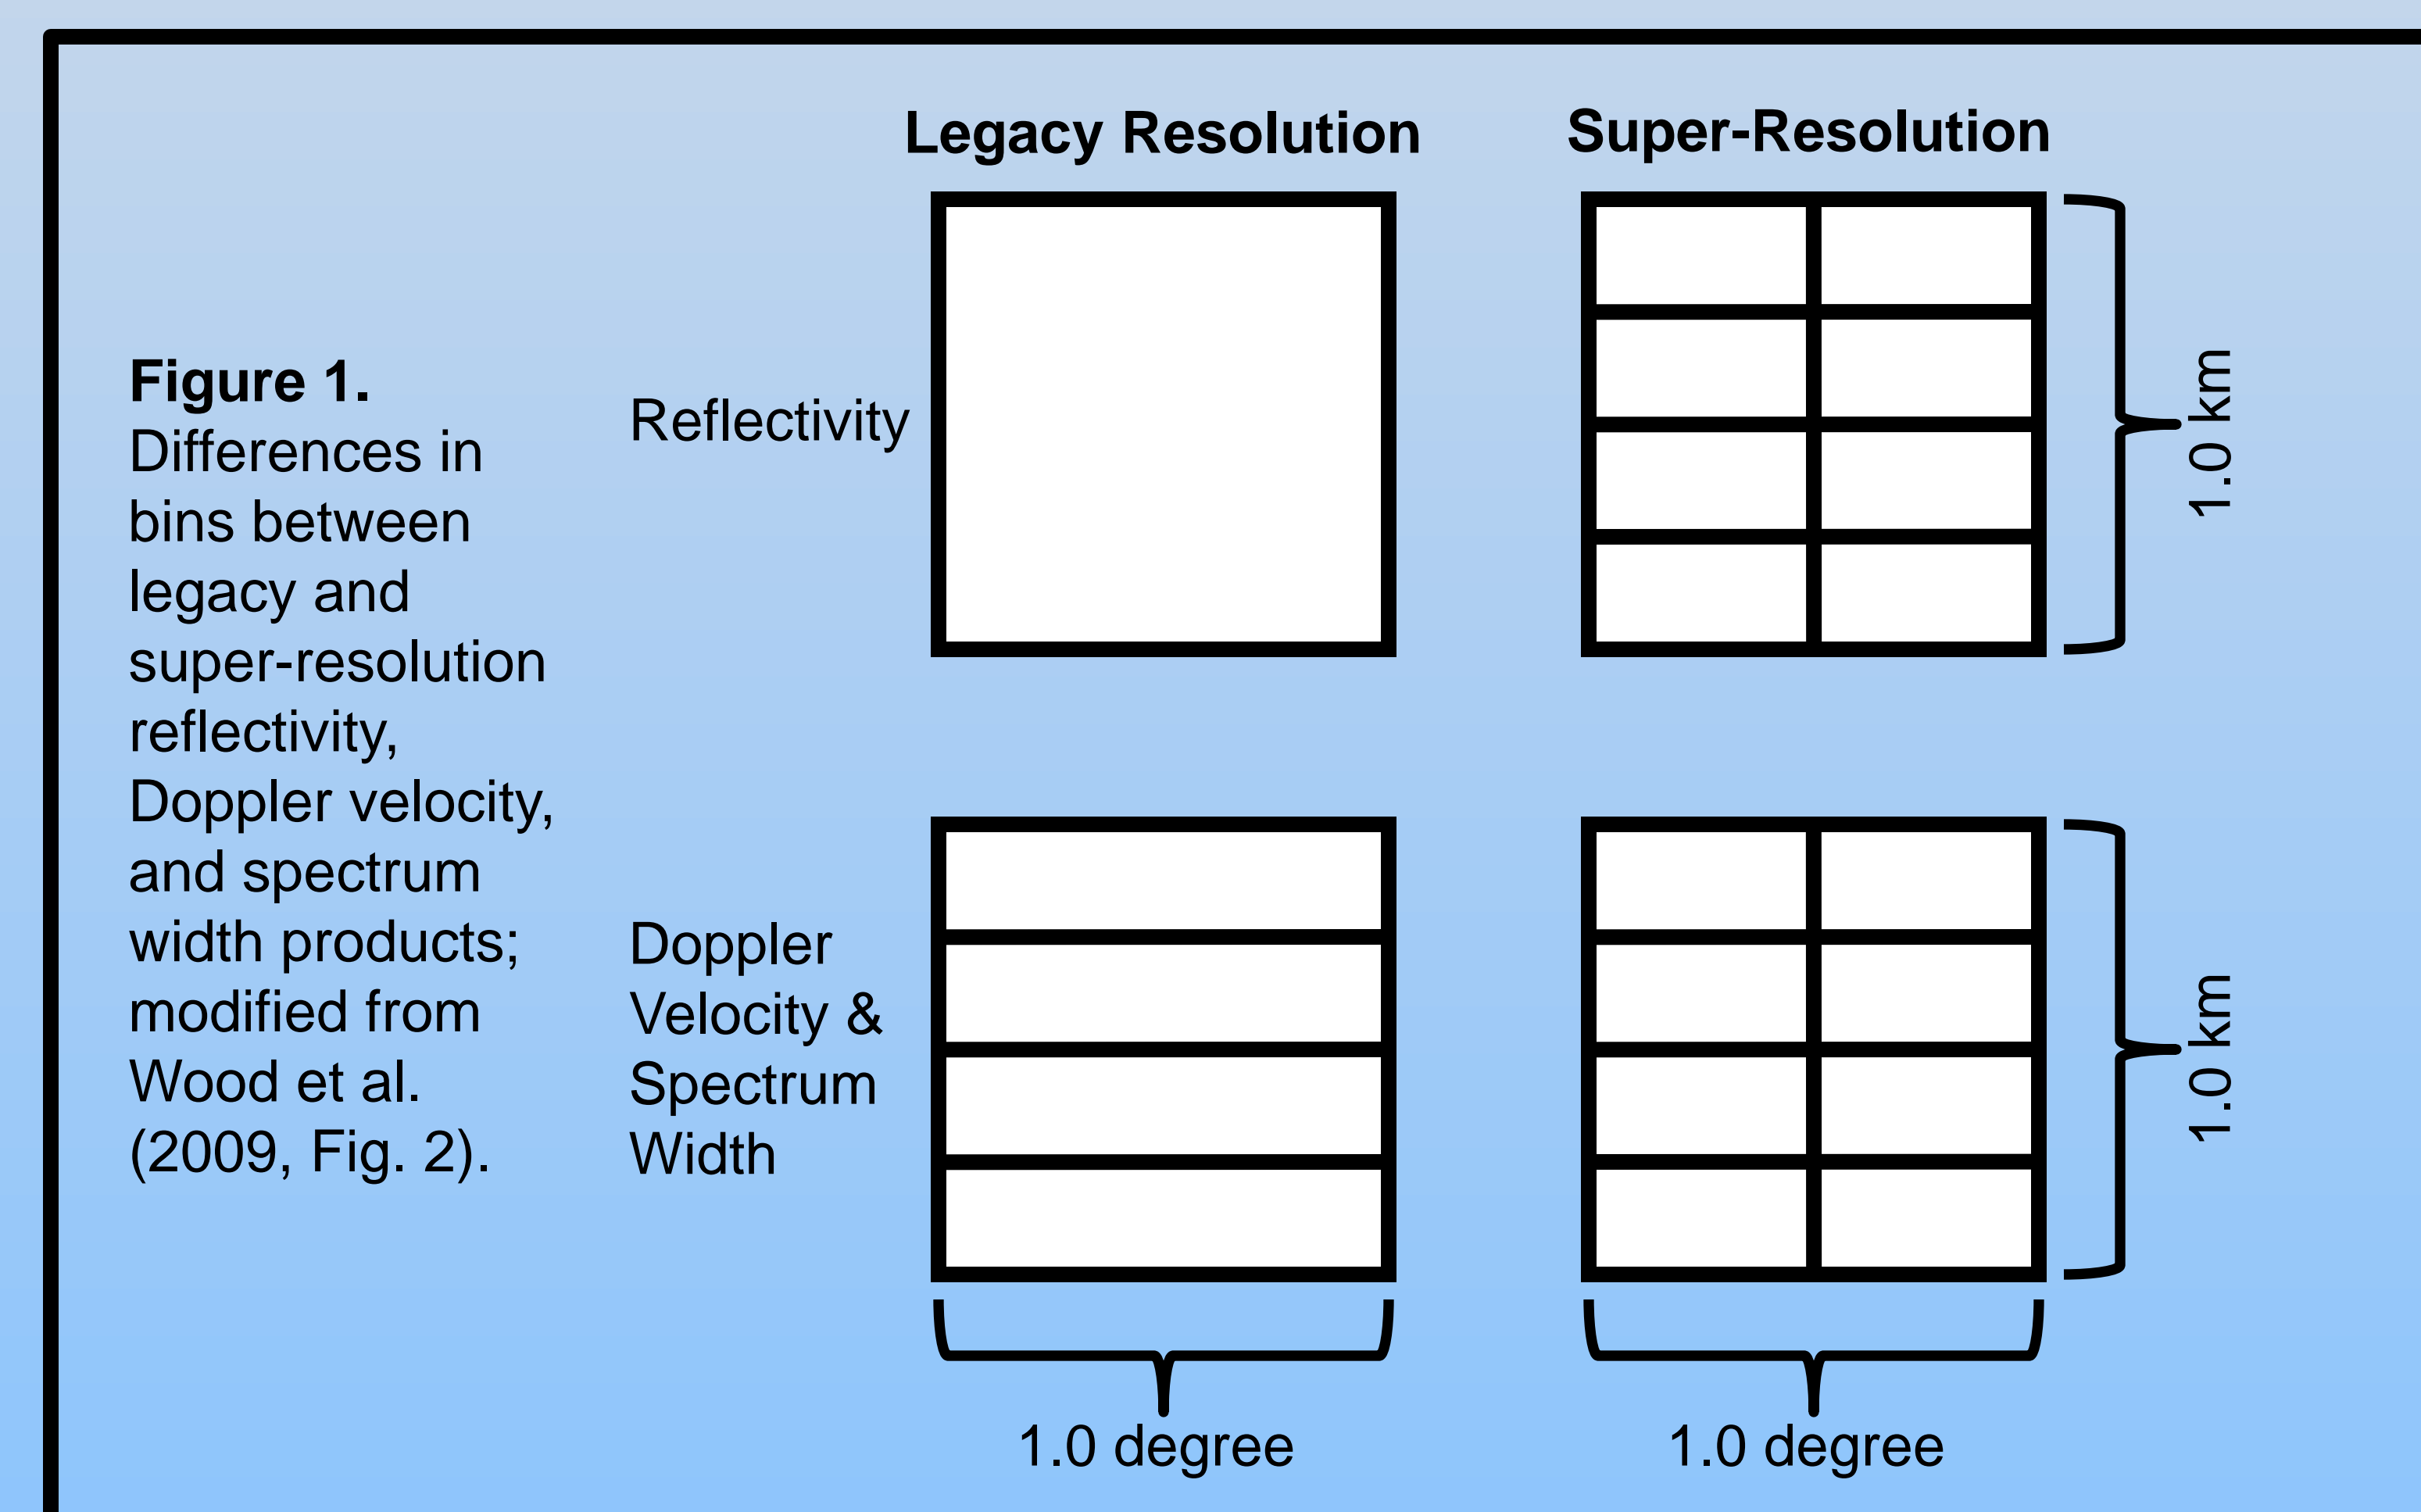 Legacy Resolution
Super-Resolution
Figure 1.
Differences in
bins between
legacy and
super-resolution
reflectivity,
Doppler velocity,
and spectrum
width products;
modified from
Wood et al.
(2009, Fig. 2).
Reflectivity
1.0 km
Doppler
Velocity &
Spectrum
Width
1.0 km
1.0 degree
1.0 degree